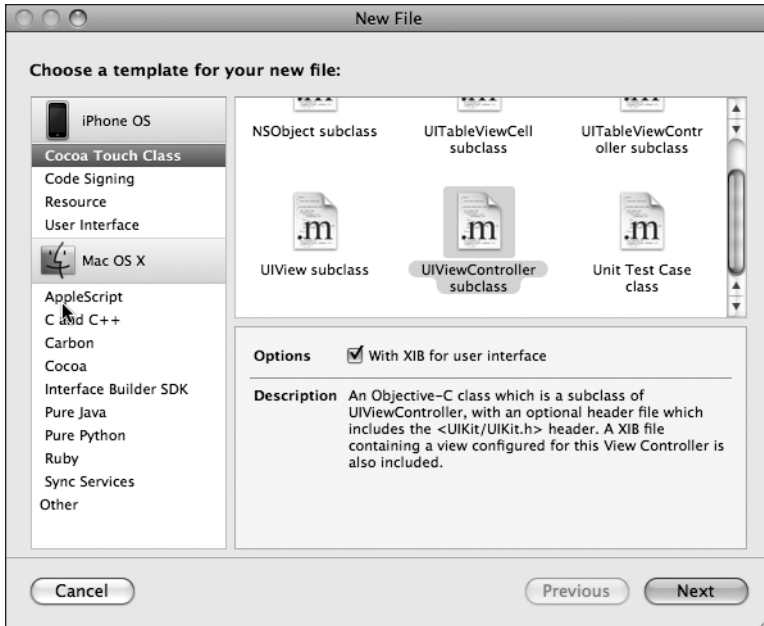 New File
Choose a template for your new file:
iPhone OS
Cocoa Touch Class
Code Signing
Resource
User Interface
Mac OS X
AppleScript
C and C++
Carbon
Cocoa
Interface Builder SDK
Pure Java
Pure Python
Ruby
Sync Services
Other
NSObject subclass
UITableViewCell
subclass
UITableViewContr
oller subclass
.m
UIView subclass
.m
UIViewController
subclass
.m
Unit Test Case
class
Options
With XIB for user interface
Description
An Objective-C class which is a subclass of
UIViewController, with an optional header file which
includes the <UIKit/UIKit.h> header. A XIB file
containing a view configured for this View Controller is
also included.
Cancel
Previous
Next